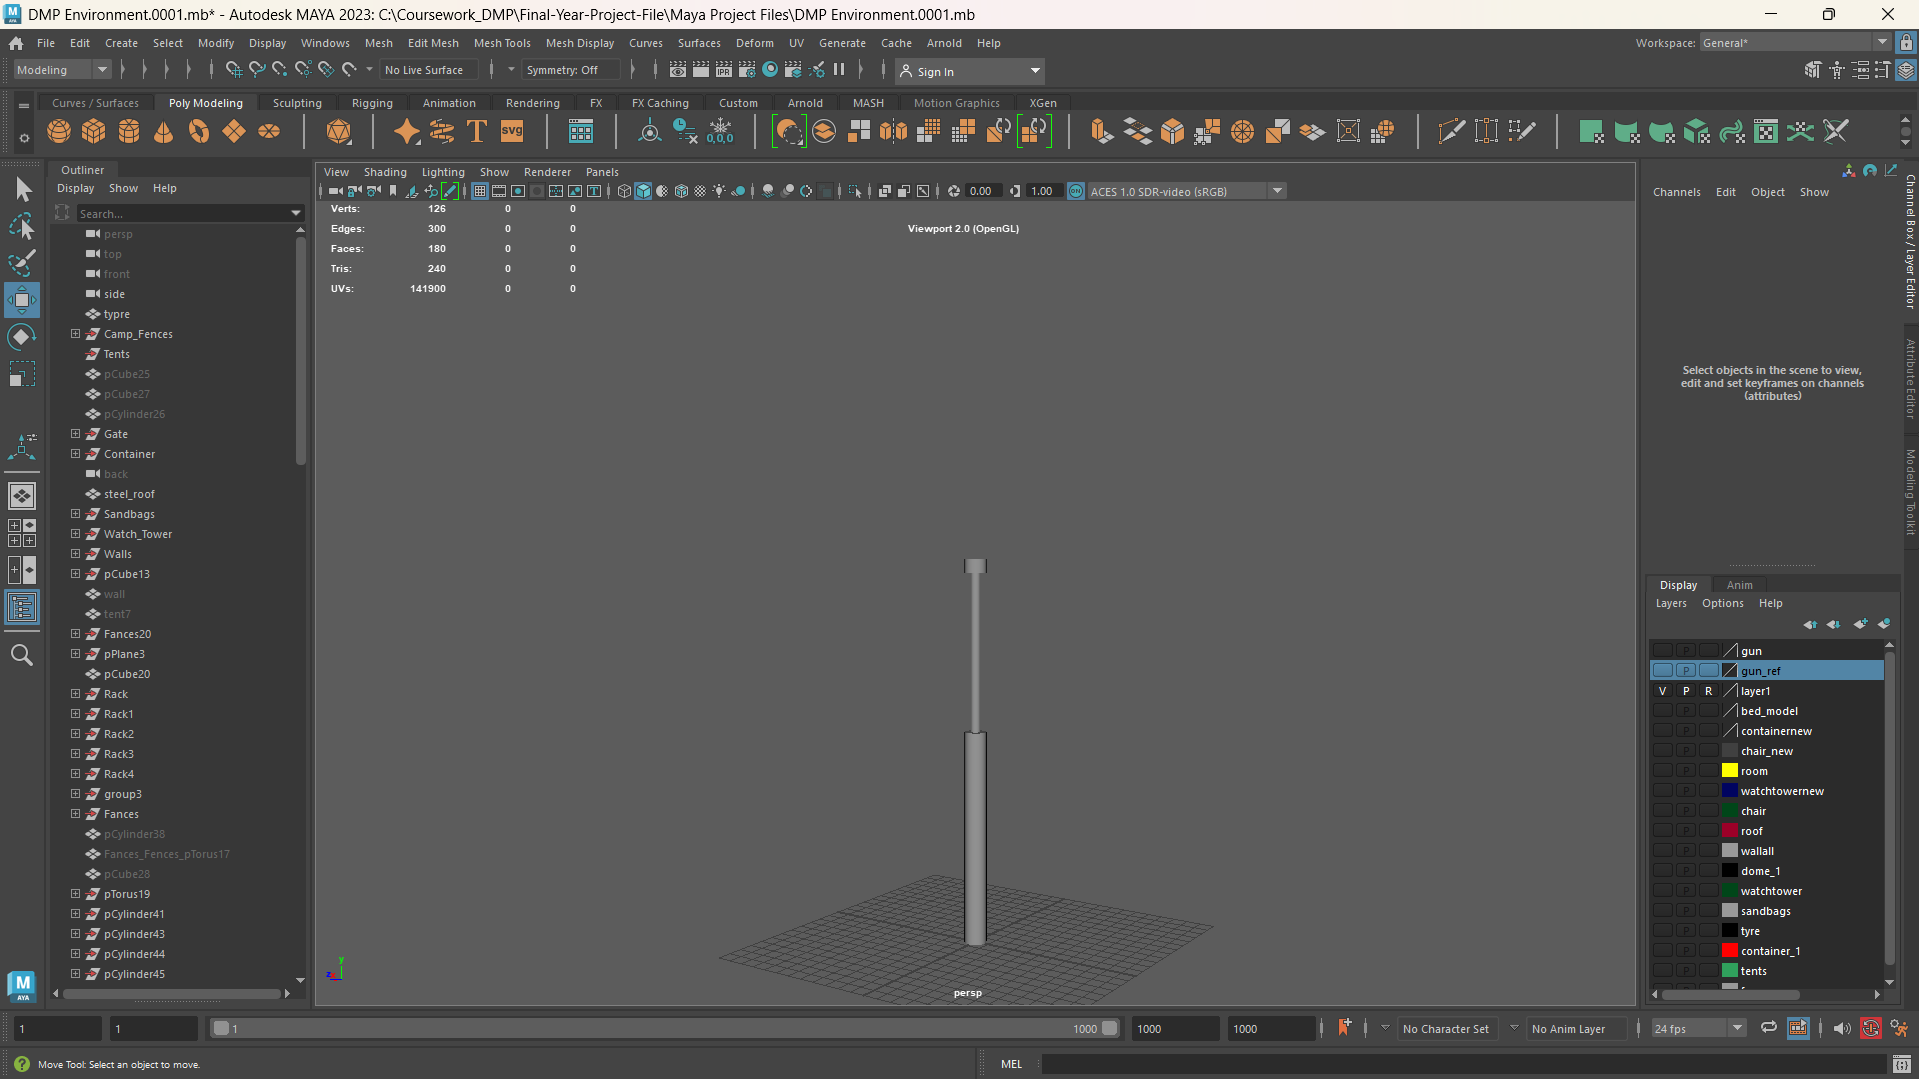 DMP Environment.0001.mb* - Autodesk MAYA 2023: C:\Coursework_DMP\Final-Year-Project-File\Maya Project Files\DMP Environment.0001.mb
File Edit Create Select Modify Display Windows Mesh Edit Mesh Mesh Tools Mesh Display Curves Surfaces Deform UV Generate Cache Arnold Help
Workspace: General*
Modeling No Live Surface Symmetry: Off Sign In
Curves / Surfaces Poly Modeling Sculpting Rigging Animation Rendering FX FX Caching Custom Arnold MASH Motion Graphics XGen
Outliner
Display Show Help
Search...
persp
top
front
side
typre
Camp_Fences
Tents
pCube25
pCube27
pCylinder26
Gate
Container
back
steel_roof
Sandbags
Watch_Tower
Walls
pCube13
wall
tent7
Fances20
pPlane3
pCube20
Rack
Rack1
Rack2
Rack3
Rack4
group3
Fances
pCylinder38
Fances_Fences_pTorus17
pCube28
pTorus19
pCylinder41
pCylinder43
pCylinder44
pCylinder45
View Shading Lighting Show Renderer Panels
0.00 1.00 ACES 1.0 SDR-video (sRGB)
Verts: 126 0 0
Edges: 300 0 0
Faces: 180 0 0
Tris: 240 0 0
UVs: 141900 0 0
Viewport 2.0 (OpenGL)
persp
y
z
Channels Edit Object Show
Select objects in the scene to view,
edit and set keyframes on channels
(attributes)
Channel Box / Layer Editor
Attribute Editor
Modeling Toolkit
Display Anim
Layers Options Help
P gun
P gun_ref
V P R layer1
P bed_model
P containernew
P chair_new
P room
P watchtowernew
P chair
P roof
P wallall
P dome_1
P watchtower
P sandbags
P tyre
P container_1
P tents
1 1 1 1000 1000 1000 No Character Set No Anim Layer 24 fps
Move Tool: Select an object to move.
MEL